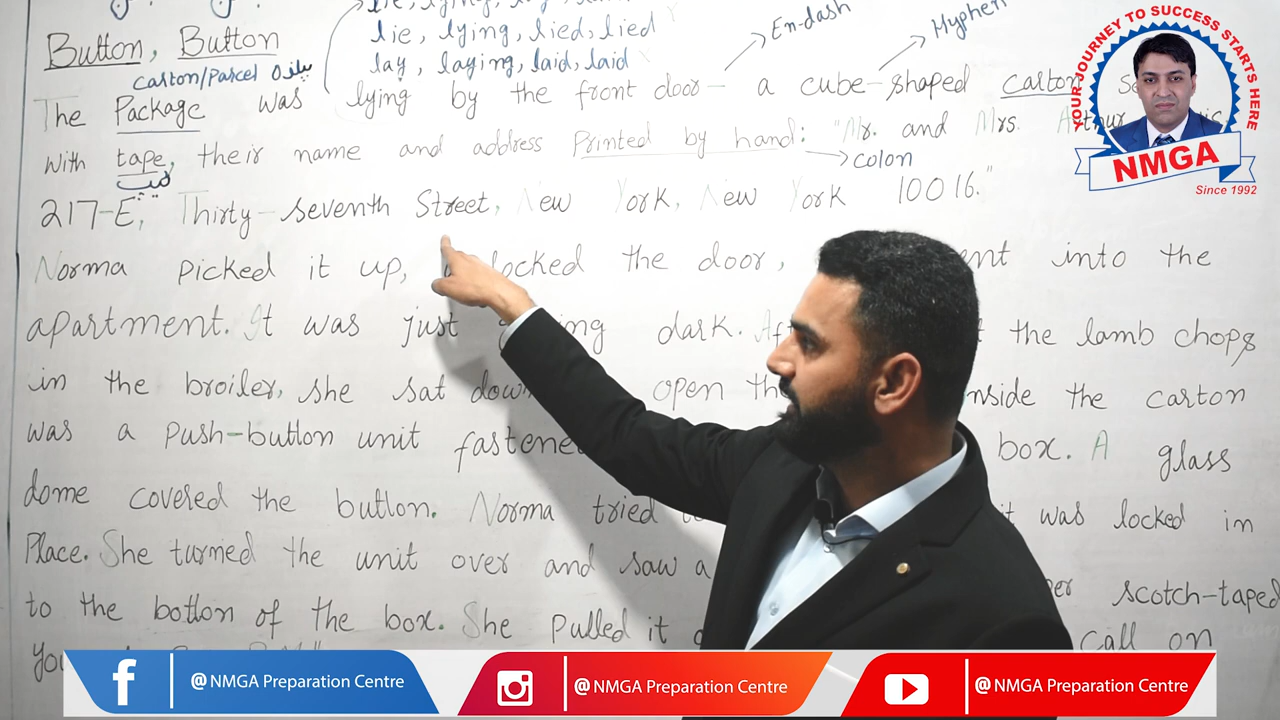 Button, Button
lie, lying, lied, lied
lay, laying, laid, laid
En-dash
Hyphen
carton/Parcel
The Package was lying by the front door – a cube-shaped carton
with tape, their name and address Printed by hand: "Mr. and Mrs.
colon
ٹیپ
217-E, Thirty-seventh Street, New York, New York 10016."
Norma picked it up, locked the door, into the
apartment. It was just dark. the lamb chops
in the broiler, she sat down open the carton
was a push-button unit box. A glass
dome covered the button. Norma tried it was locked in
Place. She turned the unit over and saw a scotch-taped
to the botton of the box. She pulled it call on
YOUR JOURNEY TO SUCCESS STARTS HERE
NMGA
Since 1992
@NMGA Preparation Centre
@NMGA Preparation Centre
@NMGA Preparation Centre